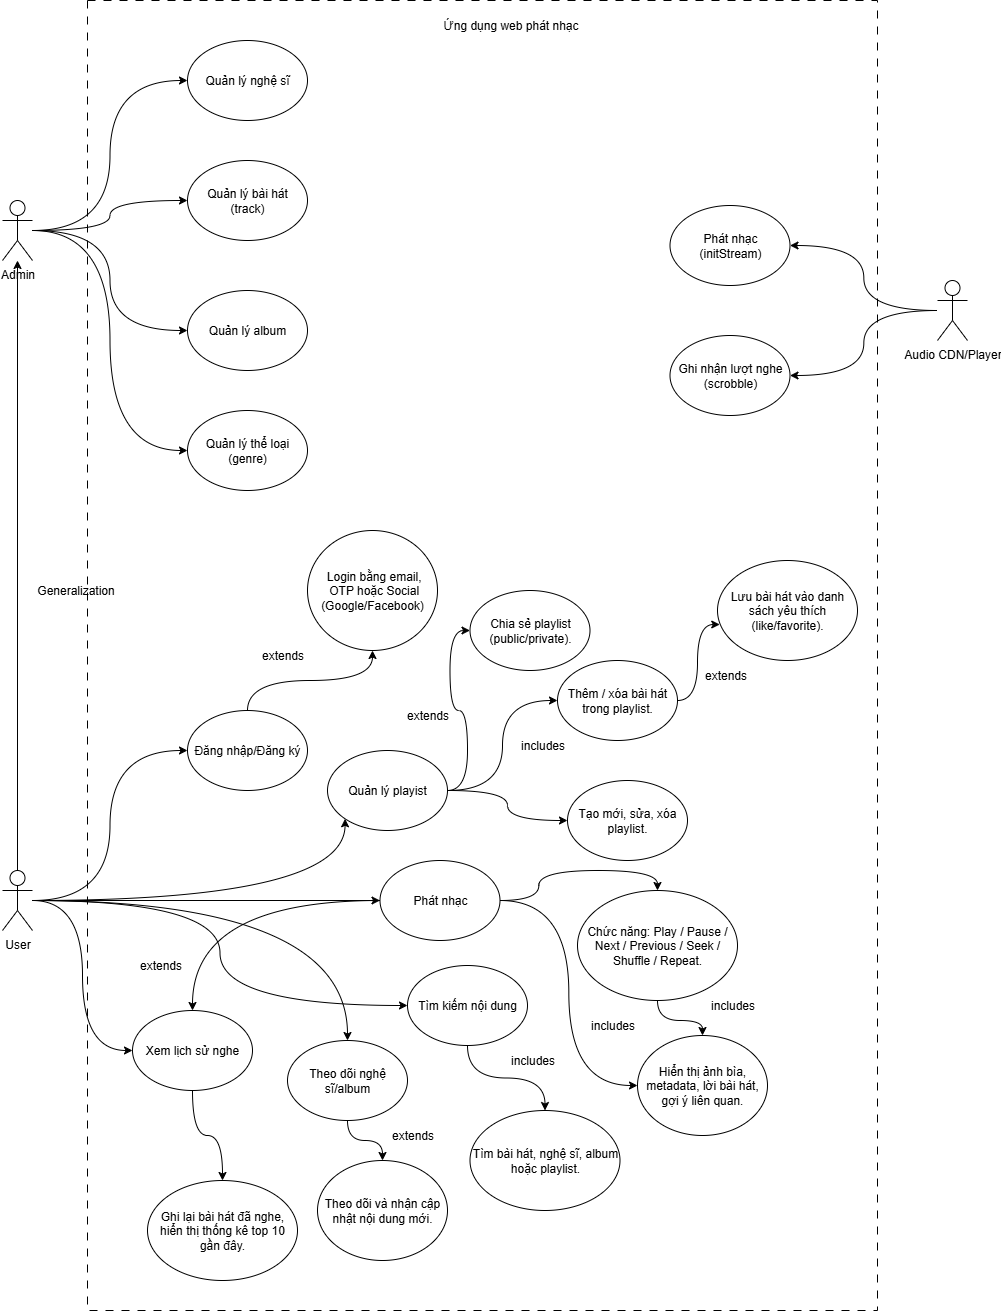 Ứng dụng web phát nhạc
Quản lý nghệ sĩ
Quản lý bài hát
(track)
Admin
Phát nhạc
(initStream)
Quản lý album
Audio CDN/Player
Ghi nhận lượt nghe
(scrobble)
Quản lý thể loại
(genre)
Generalization
Login bằng email,
OTP hoặc Social
(Google/Facebook)
Lưu bài hát vào danh
sách yêu thích
(like/favorite).
Chia sẻ playlist
(public/private).
extends
extends
Thêm / xóa bài hát
trong playlist.
extends
includes
Đăng nhập/Đăng ký
Quản lý playist
Tạo mới, sửa, xóa
playlist.
User
Phát nhạc
Chức năng: Play / Pause /
Next / Previous / Seek /
Shuffle / Repeat.
extends
Tìm kiếm nội dung
includes
includes
Xem lịch sử nghe
includes
Theo dõi nghệ
sĩ/album
Hiển thị ảnh bìa,
metadata, lời bài hát,
gợi ý liên quan.
extends
Tìm bài hát, nghệ sĩ, album
hoặc playlist.
Theo dõi và nhận cập
nhật nội dung mới.
Ghi lại bài hát đã nghe,
hiển thị thống kê top 10
gần đây.